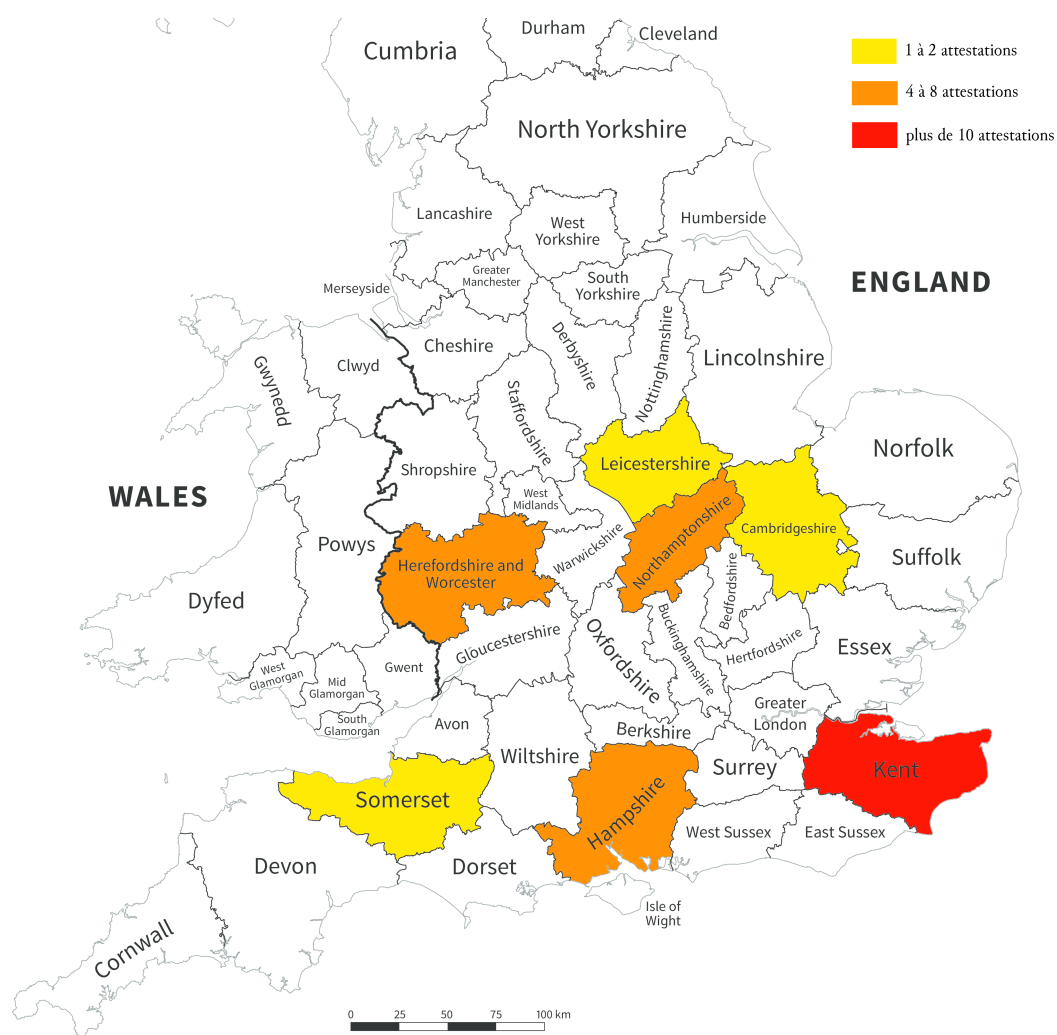 Durham
Cleveland
Cumbria
1 à 2 attestations
4 à 8 attestations
plus de 10 attestations
North Yorkshire
Lancashire
West
Yorkshire
Humberside
Greater
Manchester
South
Yorkshire
Merseyside
ENGLAND
Cheshire
Clwyd
Gwynedd
Derbyshire
Nottinghamshire
Lincolnshire
Staffordshire
Shropshire
Leicestershire
Norfolk
WALES
West
Midlands
Powys
Herefordshire and
Worcester
Warwickshire
Northamptonshire
Cambridgeshire
Suffolk
Dyfed
Bedfordshire
Gloucestershire
Oxfordshire
Buckinghamshire
Hertfordshire
Essex
West
Glamorgan
Mid
Glamorgan
Gwent
South
Glamorgan
Avon
Greater
London
Berkshire
Wiltshire
Surrey
Kent
Somerset
Hampshire
West Sussex
East Sussex
Devon
Dorset
Isle of
Wight
Cornwall
0 25 50 75 100 km